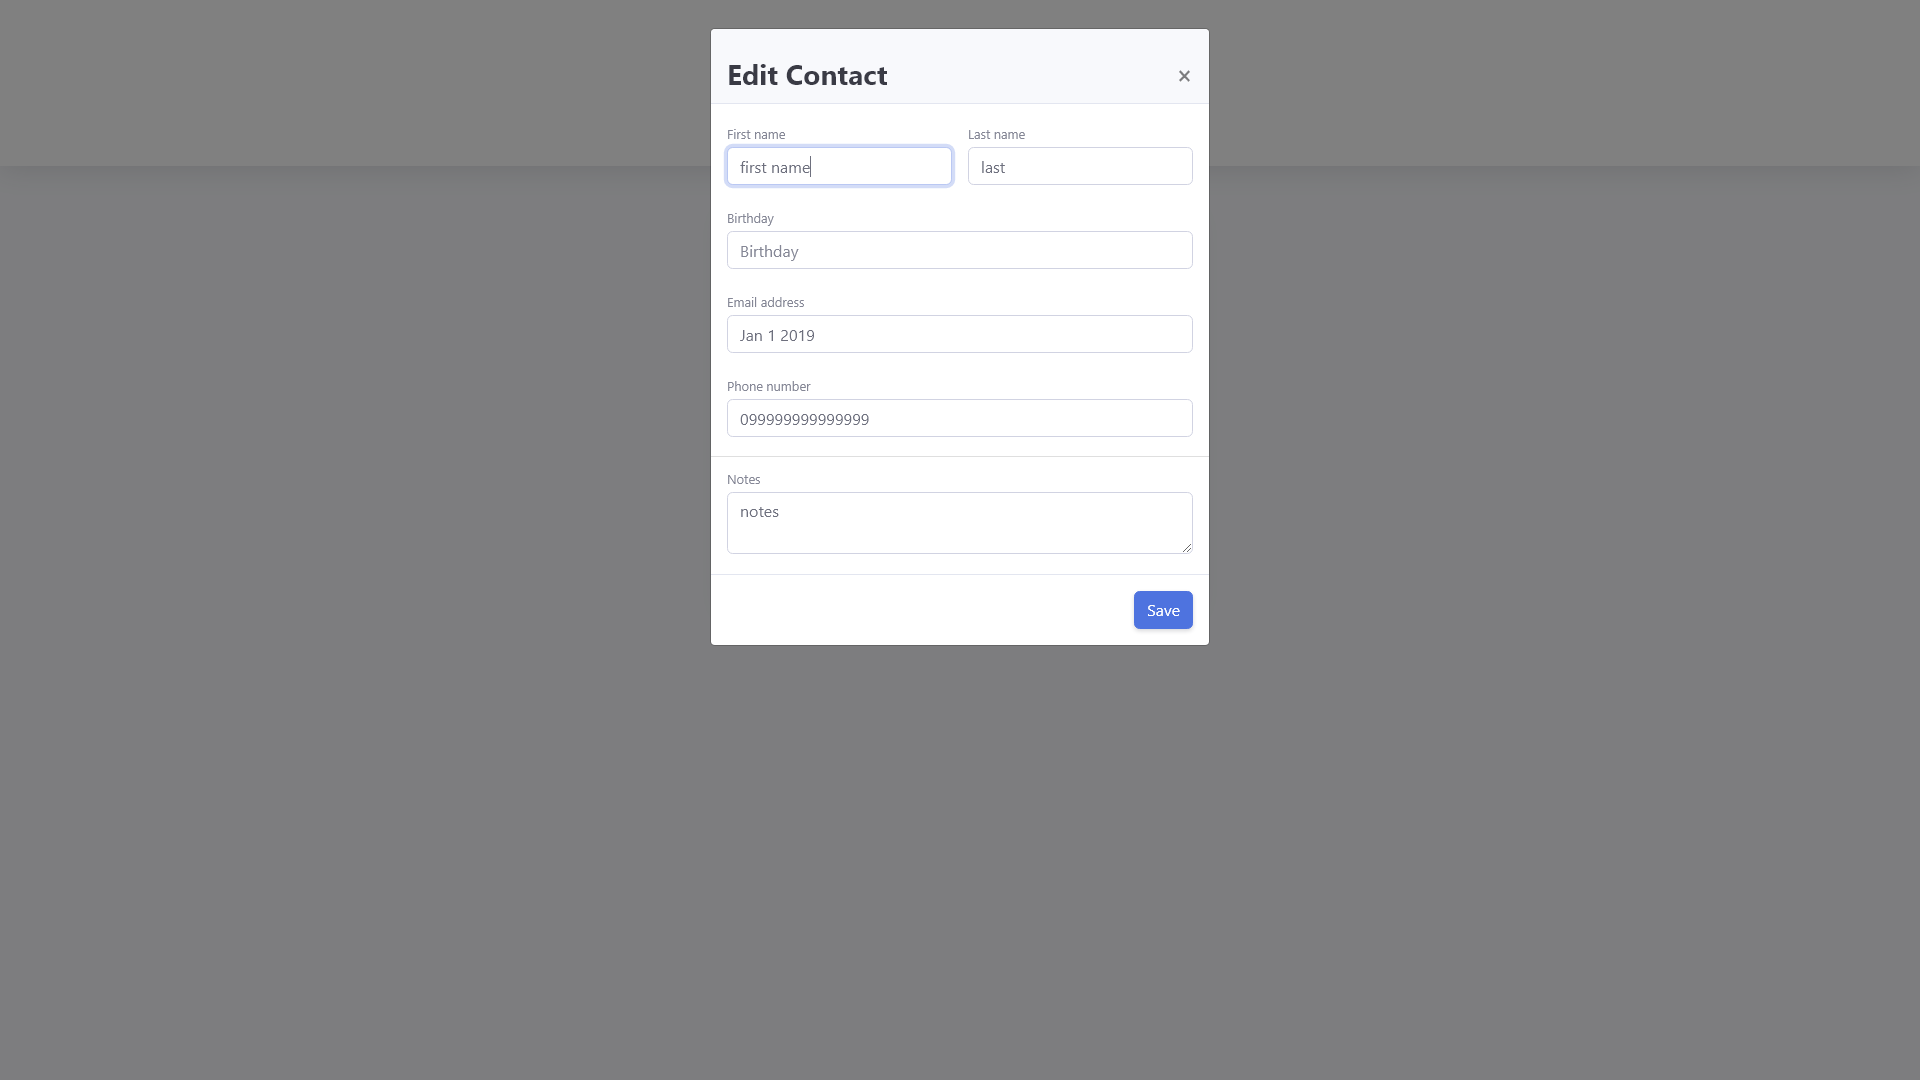 Edit Contact
×
First name
Last name
first name
last
Birthday
Birthday
Email address
Jan 1 2019
Phone number
099999999999999
Notes
notes
Save